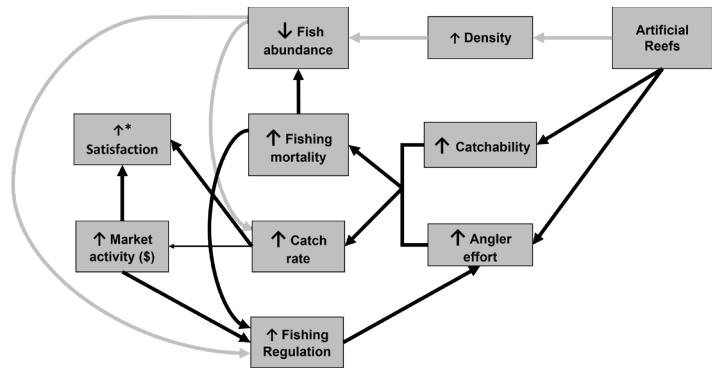 ↓ Fish
abundance
↑ Density
Artificial
Reefs
↑*
Satisfaction
↑ Fishing
mortality
↑ Catchability
↑ Market
activity ($)
↑ Catch
rate
↑ Angler
effort
↑ Fishing
Regulation